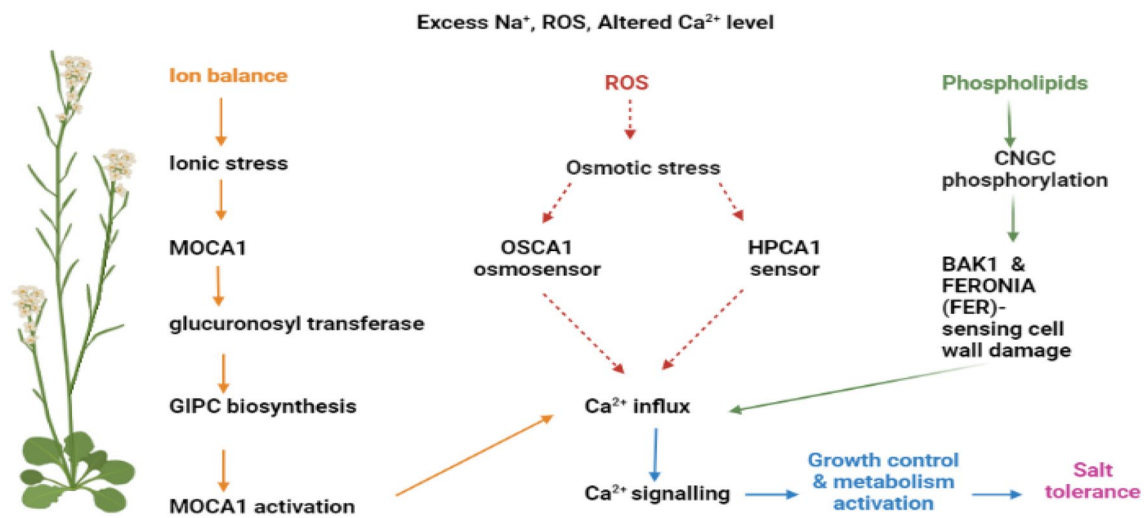 Excess Na⁺, ROS, Altered Ca²⁺ level
Ion balance
Ionic stress
MOCA1
glucuronosyl transferase
GIPC biosynthesis
MOCA1 activation
ROS
Osmotic stress
OSCA1
osmosensor
HPCA1
sensor
Ca²⁺ influx
Ca²⁺ signalling
Phospholipids
CNGC
phosphorylation
BAK1 &
FERONIA
(FER)-
sensing cell
wall damage
Growth control
& metabolism
activation
Salt
tolerance